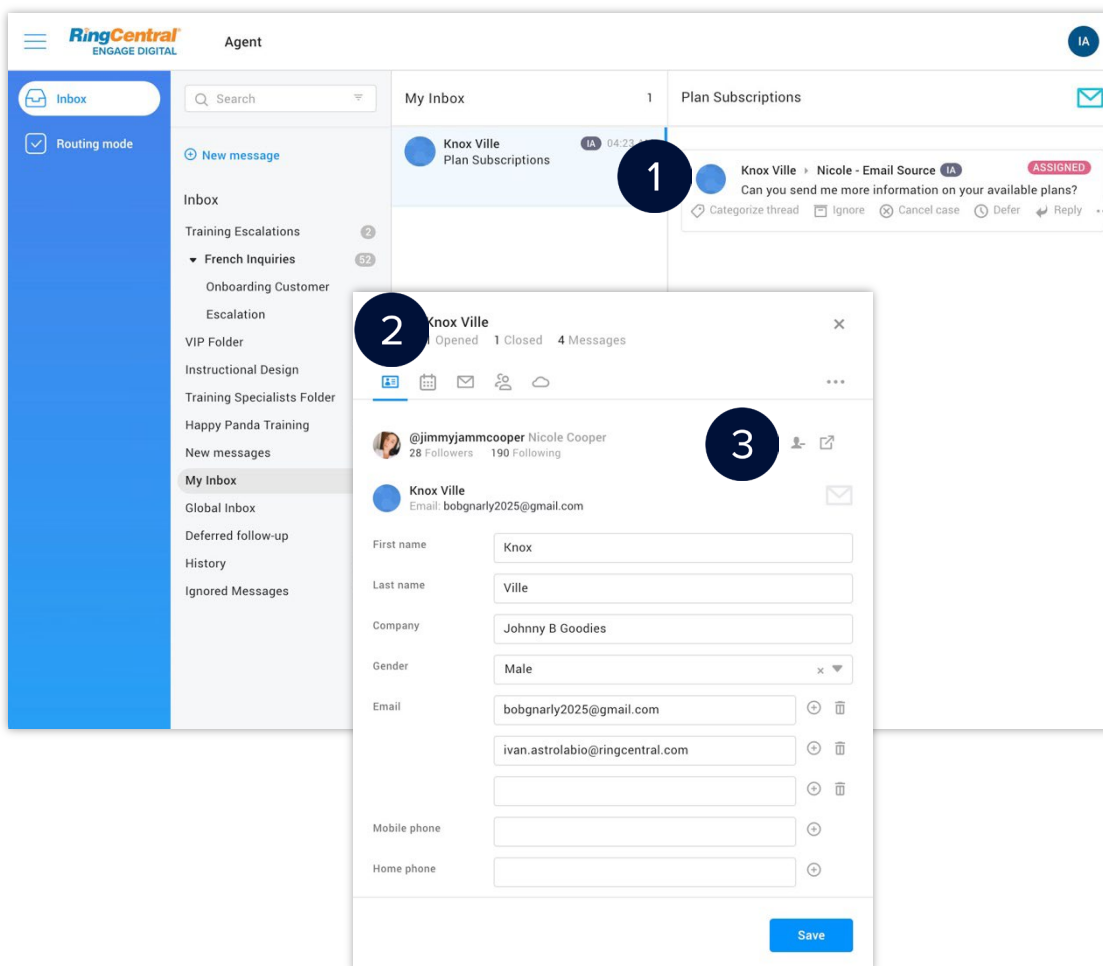 RingCentral
ENGAGE DIGITAL
Agent
IA
Inbox
Routing mode
Search
New message
Inbox
Training Escalations 2
French Inquiries 52
Onboarding Customer
Escalation
VIP Folder
Instructional Design
Training Specialists Folder
Happy Panda Training
New messages
My Inbox
Global Inbox
Deferred follow-up
History
Ignored Messages
My Inbox 1
Knox Ville IA 04:23
Plan Subscriptions
Plan Subscriptions
1
Knox Ville Nicole - Email Source IA ASSIGNED
Can you send me more information on your available plans?
Categorize thread Ignore Cancel case Defer Reply
2
Knox Ville
Opened 1 Closed 4 Messages
@jimmyjammcooper Nicole Cooper
28 Followers 190 Following
3
Knox Ville
Email: bobgnarly2025@gmail.com
First name Knox
Last name Ville
Company Johnny B Goodies
Gender Male
Email bobgnarly2025@gmail.com
ivan.astrolabio@ringcentral.com
Mobile phone
Home phone
Save